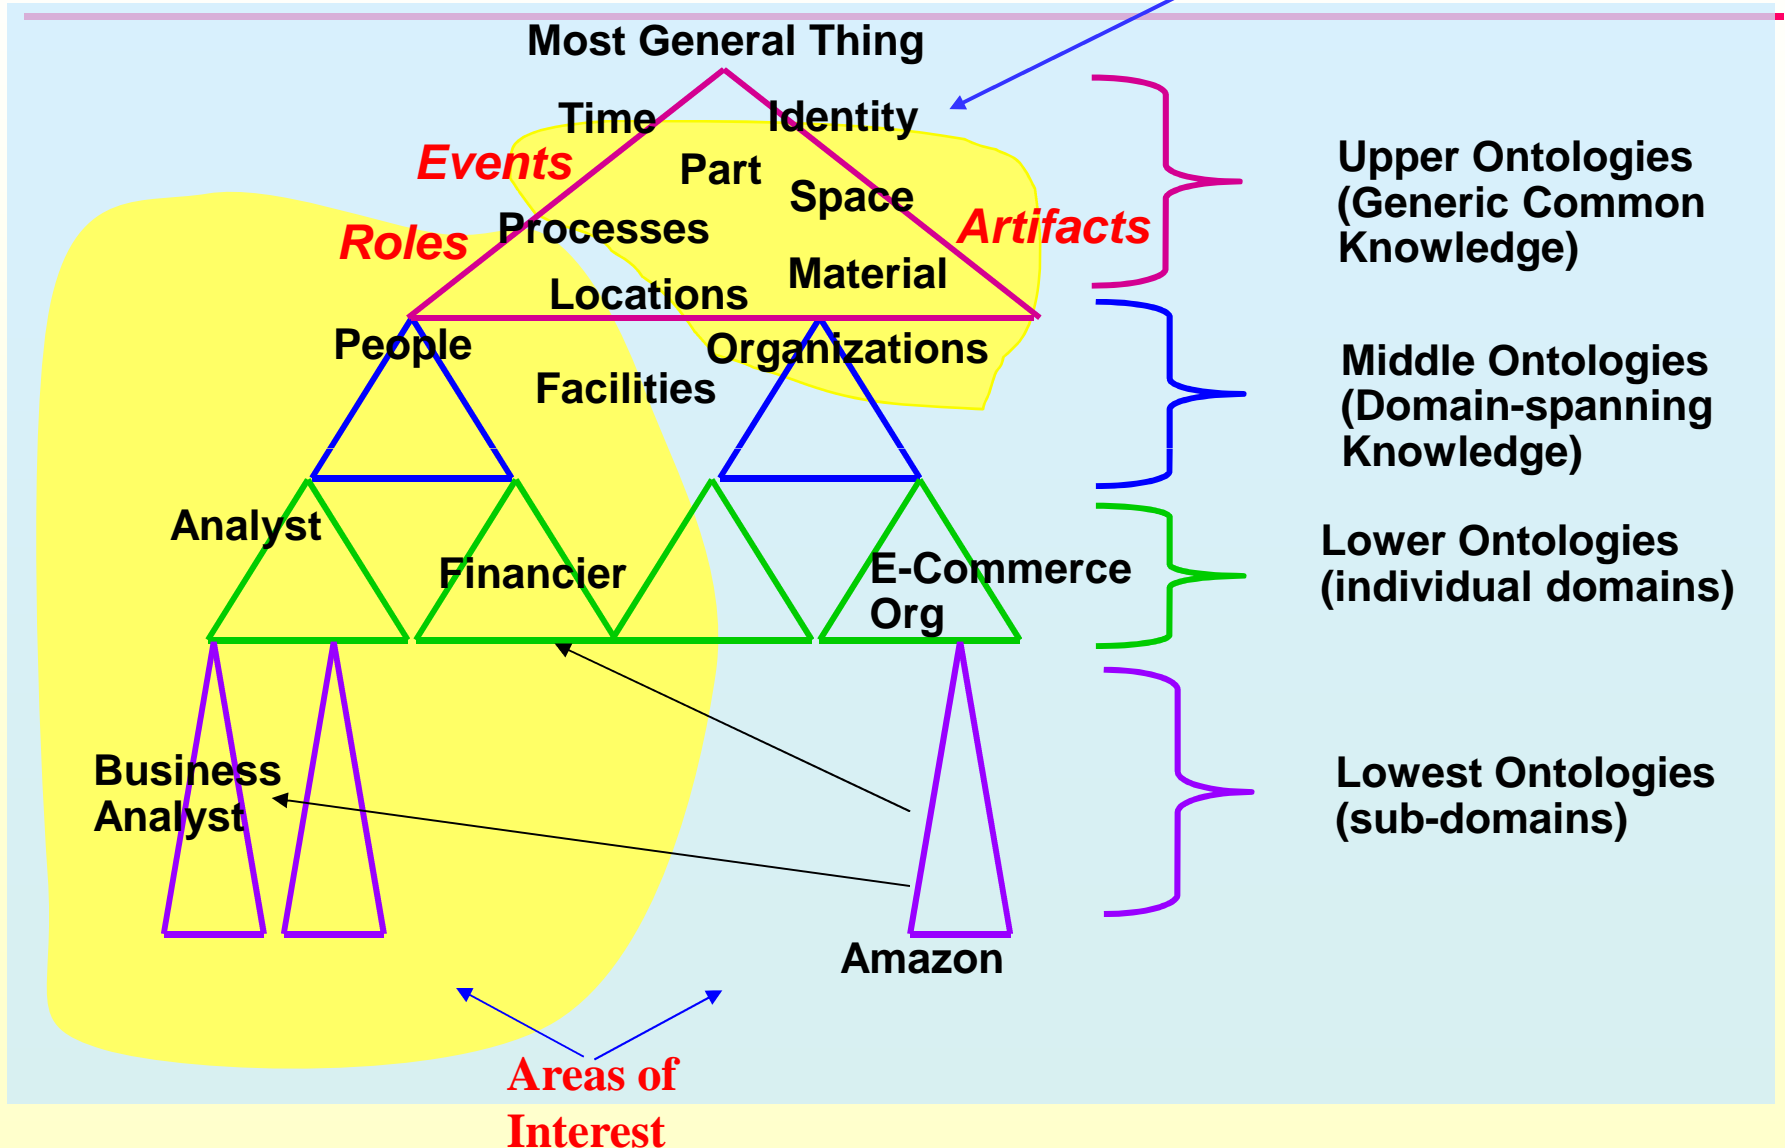 Most General Thing
Time
Identity
Events
Part
Space
Roles
Processes
Artifacts
Material
Locations
People
Organizations
Facilities
Analyst
Financier
E-Commerce
Org
Business
Analyst
Amazon
Areas of
Interest
Upper Ontologies
(Generic Common
Knowledge)
Middle Ontologies
(Domain-spanning
Knowledge)
Lower Ontologies
(individual domains)
Lowest Ontologies
(sub-domains)